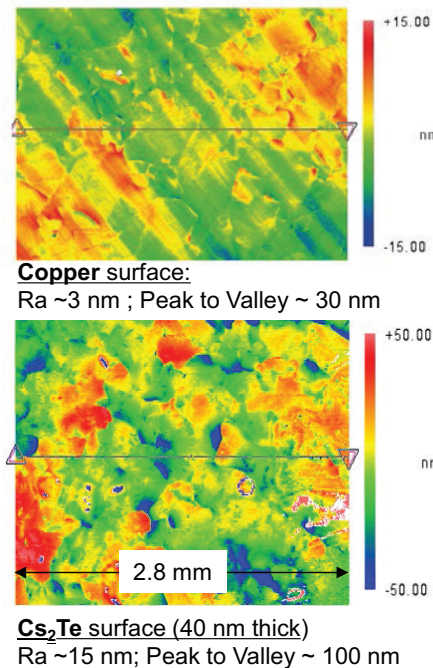 +15.00
nm
-15.00
Copper surface:
Ra ~3 nm ; Peak to Valley ~ 30 nm
+50.00
nm
2.8 mm
-50.00
Cs₂Te surface (40 nm thick)
Ra ~15 nm; Peak to Valley ~ 100 nm